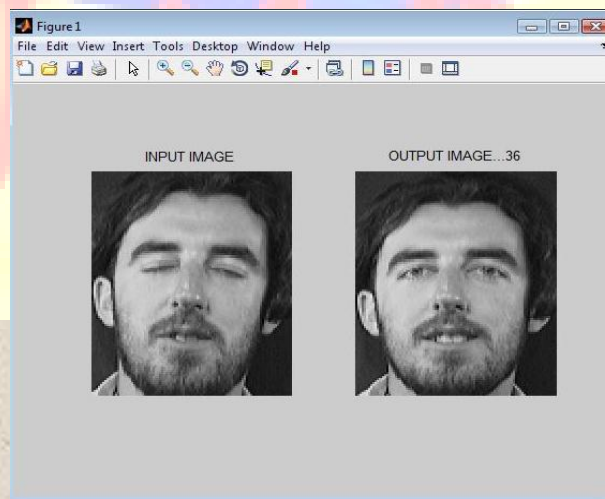 Figure 1
File Edit View Insert Tools Desktop Window Help
INPUT IMAGE
OUTPUT IMAGE...36